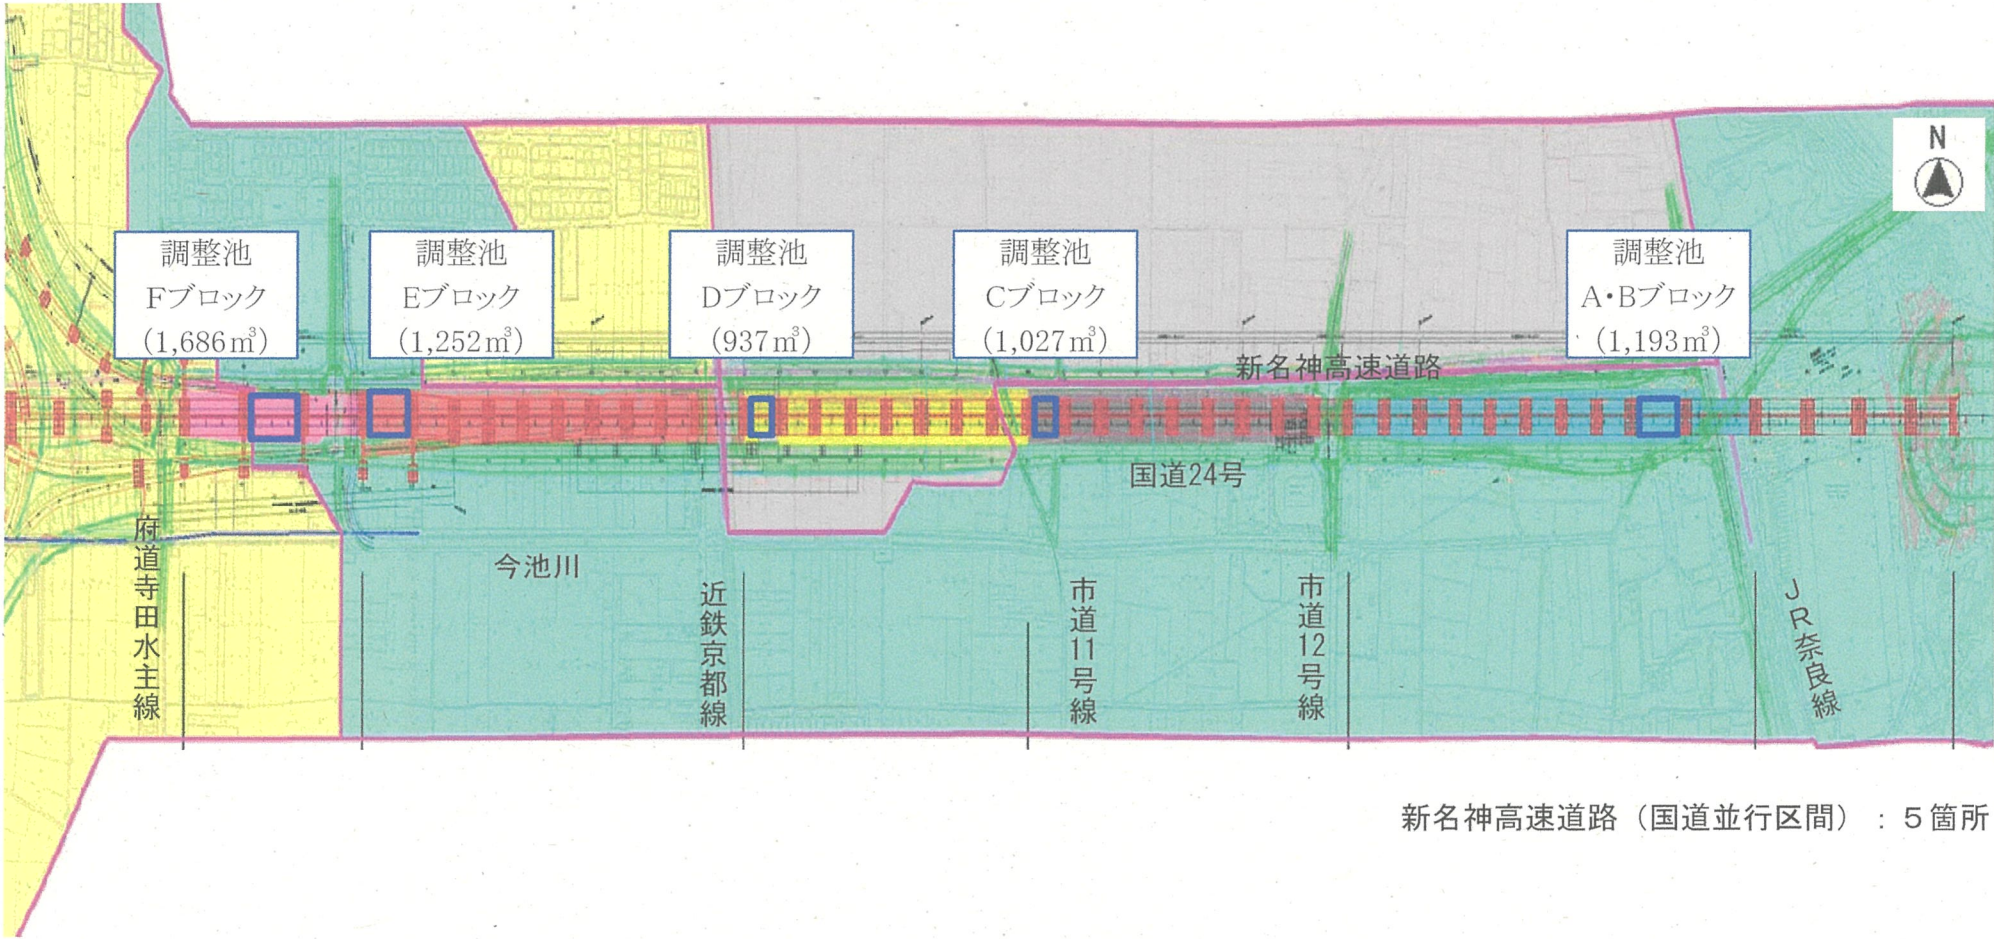 N
調整池
Fブロック
(1,686㎥)
調整池
Eブロック
(1,252㎥)
調整池
Dブロック
(937㎥)
調整池
Cブロック
(1,027㎥)
調整池
A・Bブロック
(1,193㎥)
新名神高速道路
国道24号
府道寺田水主線
今池川
近鉄京都線
市道11号線
市道12号線
JR奈良線
新名神高速道路（国道並行区間）：５箇所